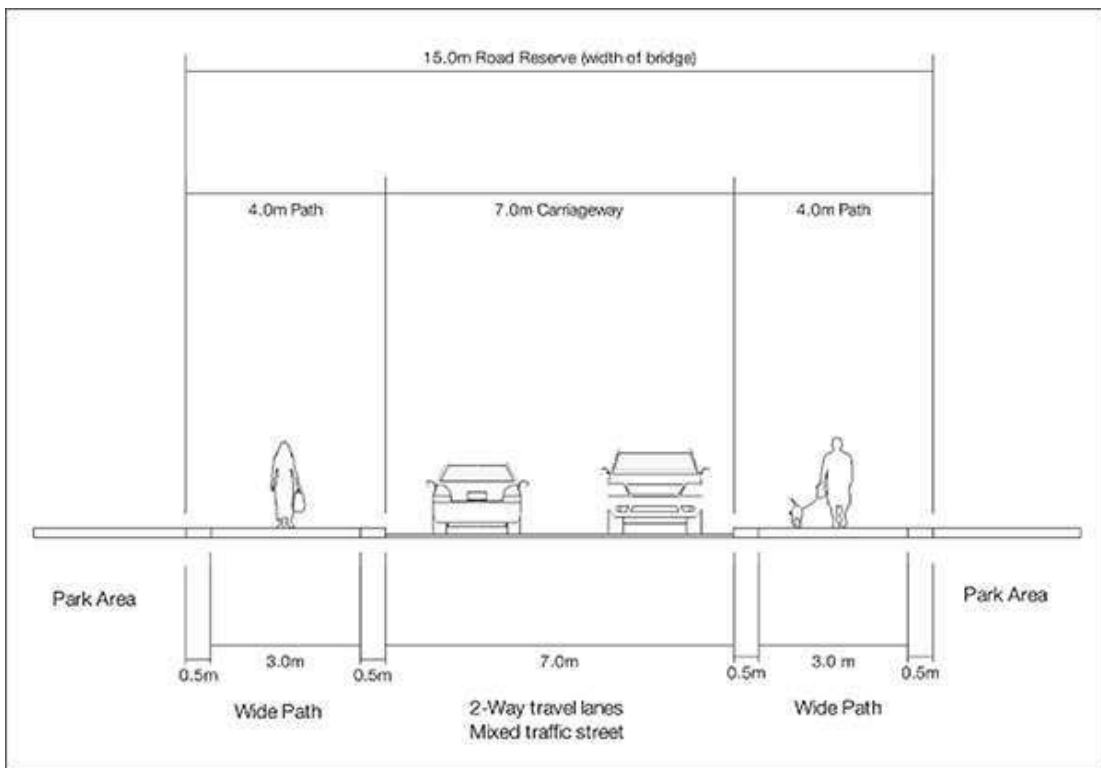 15.0m Road Reserve (width of bridge)
4.0m Path
7.0m Carriageway
4.0m Path
Park Area
Park Area
3.0m
7.0m
3.0 m
0.5m
0.5m
0.5m
0.5m
Wide Path
2-Way travel lanes
Mixed traffic street
Wide Path